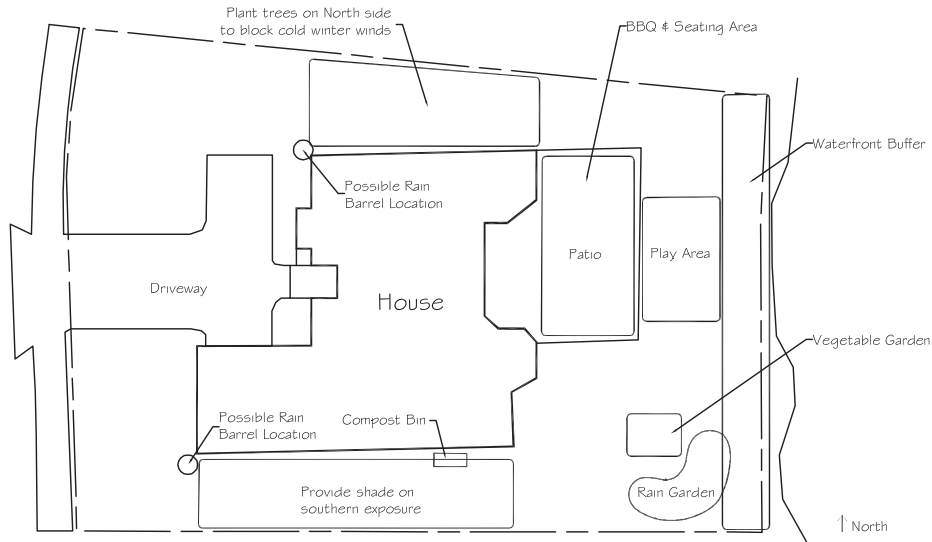 Plant trees on North side
to block cold winter winds
BBQ & Seating Area
Waterfront Buffer
Possible Rain
Barrel Location
Patio
Play Area
Driveway
House
Vegetable Garden
Possible Rain
Barrel Location
Compost Bin
Provide shade on
southern exposure
Rain Garden
North